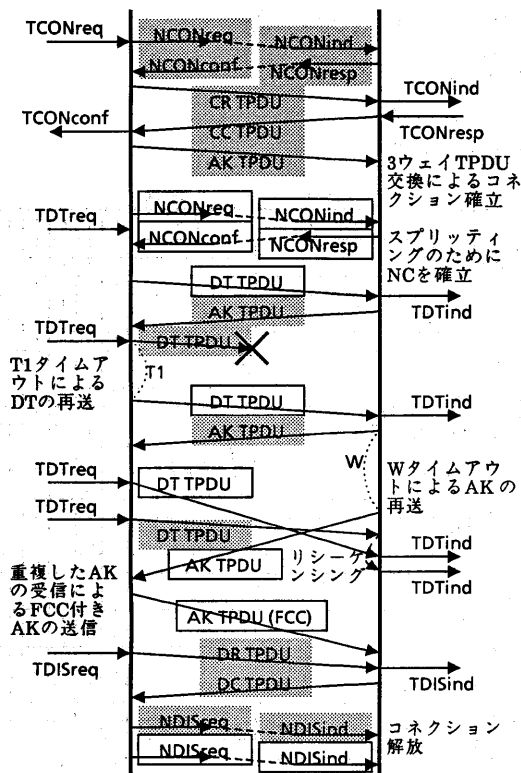 TCONreq
NCONreq
NCONind
NCONconf
NCONresp
CR TPDU
TCONind
TCONconf
CC TPDU
TCONresp
AK TPDU
3ウェイTPDU
交換によるコネ
クション確立
NCONreq
NCONind
TDTreq
NCONconf
NCONresp
スプリッティ
ングのために
NCを確立
DT TPDU
AK TPDU
TDTind
TDTreq
DT TPDU
T1タイムア
ウトによる
DTの再送
T1
DT TPDU
TDTind
AK TPDU
W
Wタイムアウ
トによるAKの
再送
TDTreq
DT TPDU
TDTreq
DT TPDU
リシーケ
ンシング
TDTind
AK TPDU
TDTind
重複したAK
の受信によ
るFCC付き
AKの送信
AK TPDU (FCC)
TDISreq
DR TPDU
DC TPDU
TDISind
NDISreq
NDISind
コネクション
解放
NDISreq
NDISind